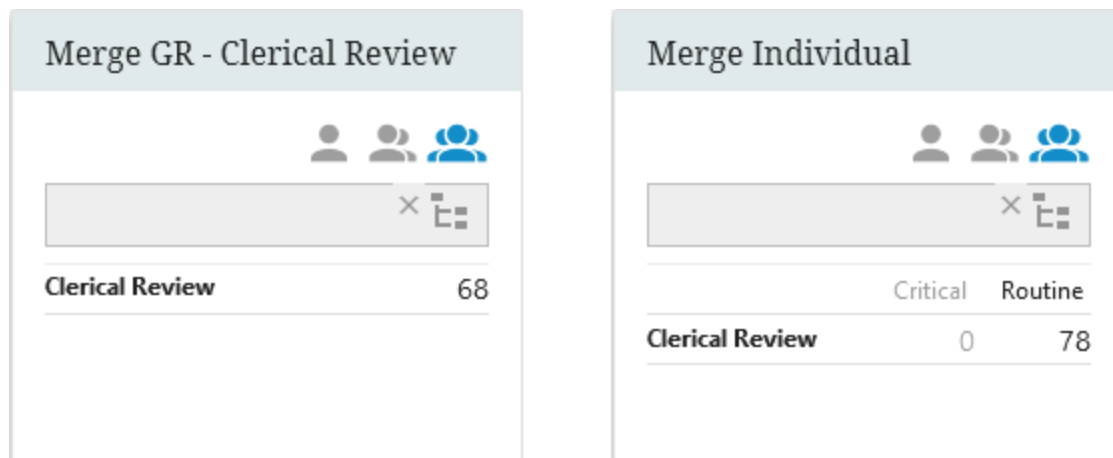 Merge GR - Clerical Review
Clerical Review 68
Merge Individual
Critical Routine
Clerical Review 0 78